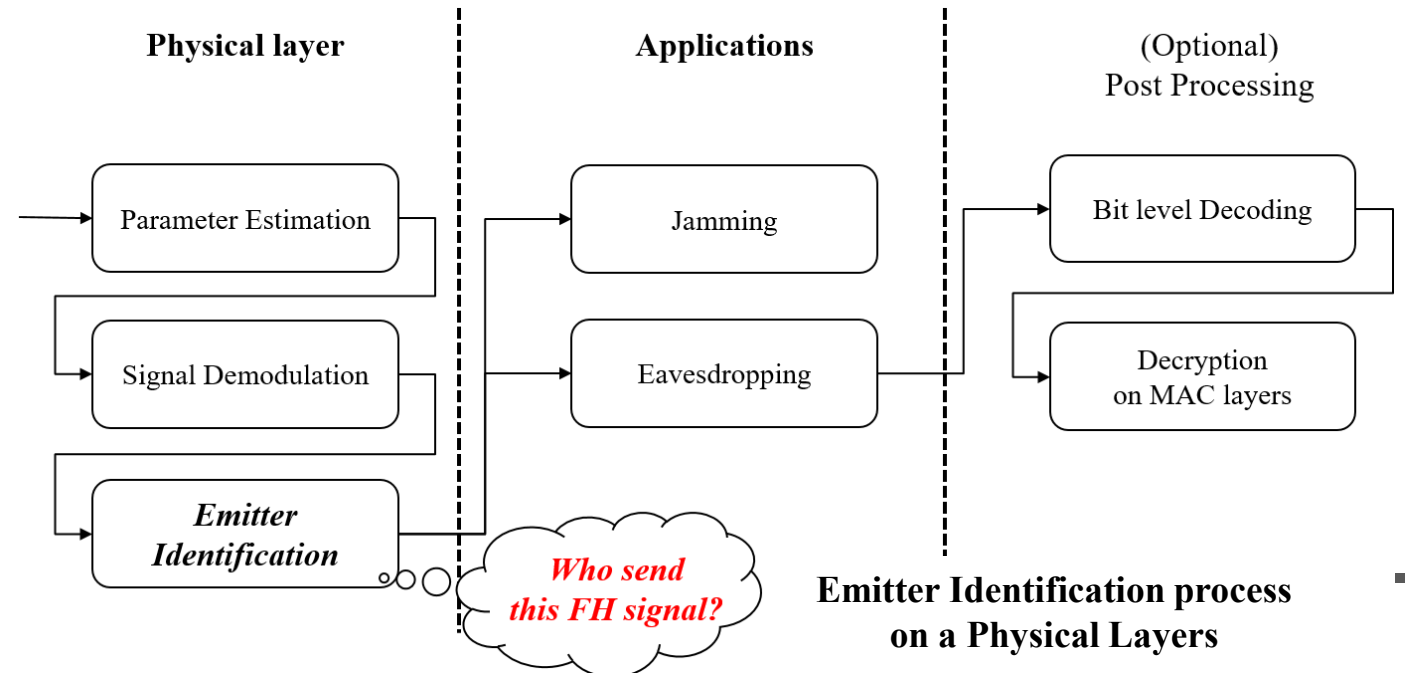 Physical layer
Applications
(Optional)
Post Processing
Parameter Estimation
Jamming
Bit level Decoding
Signal Demodulation
Eavesdropping
Decryption
on MAC layers
Emitter
Identification
Who send
this FH signal?
Emitter Identification process
on a Physical Layers